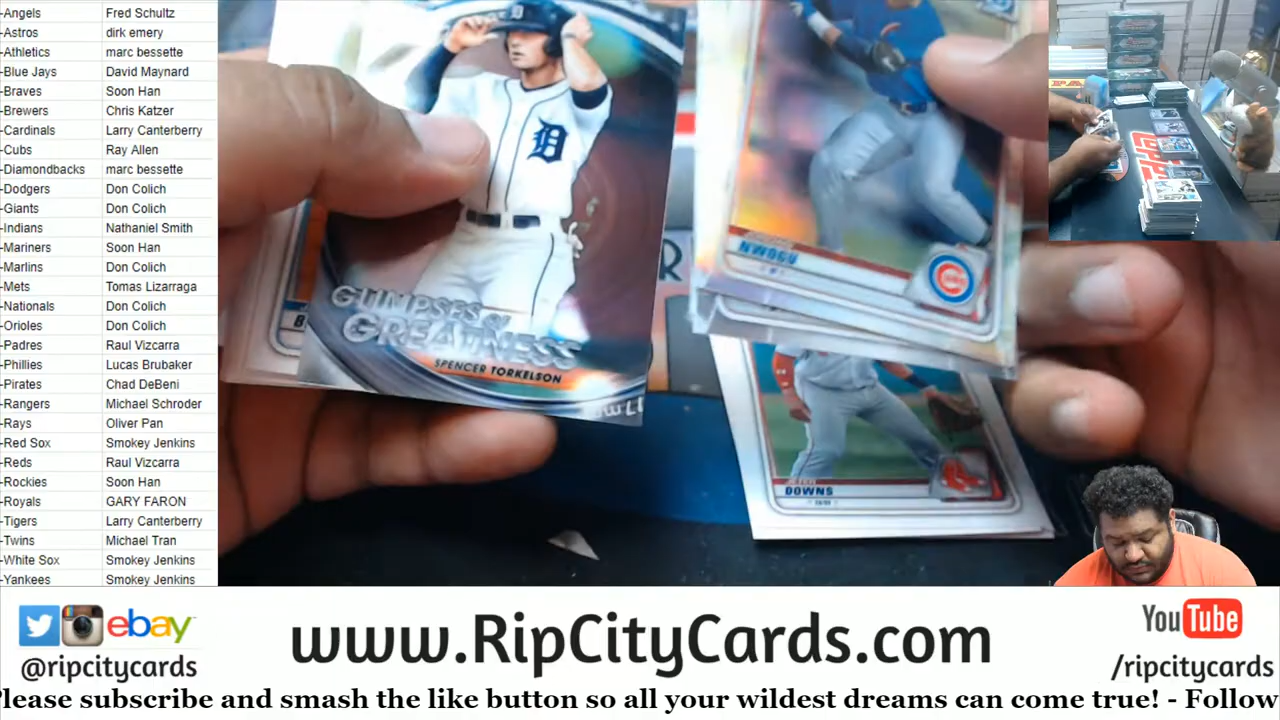 -Angels Fred Schultz
-Astros dirk emery
-Athletics marc bessette
-Blue Jays David Maynard
-Braves Soon Han
-Brewers Chris Katzer
-Cardinals Larry Canterberry
-Cubs Ray Allen
-Diamondbacks marc bessette
-Dodgers Don Colich
-Giants Don Colich
-Indians Nathaniel Smith
-Mariners Soon Han
-Marlins Don Colich
-Mets Tomas Lizarraga
-Nationals Don Colich
-Orioles Don Colich
-Padres Raul Vizcarra
-Phillies Lucas Brubaker
-Pirates Chad DeBeni
-Rangers Michael Schroder
-Rays Oliver Pan
-Red Sox Smokey Jenkins
-Reds Raul Vizcarra
-Rockies Soon Han
-Royals GARY FARON
-Tigers Larry Canterberry
-Twins Michael Tran
-White Sox Smokey Jenkins
-Yankees Smokey Jenkins
D
GLIMPSES OF
GREATNESS
SPENCER TORKELSON
NWOGU
DOWNS
ebay
@ripcitycards
www.RipCityCards.com
YouTube
/ripcitycards
Please subscribe and smash the like button so all your wildest dreams can come true! - Follow